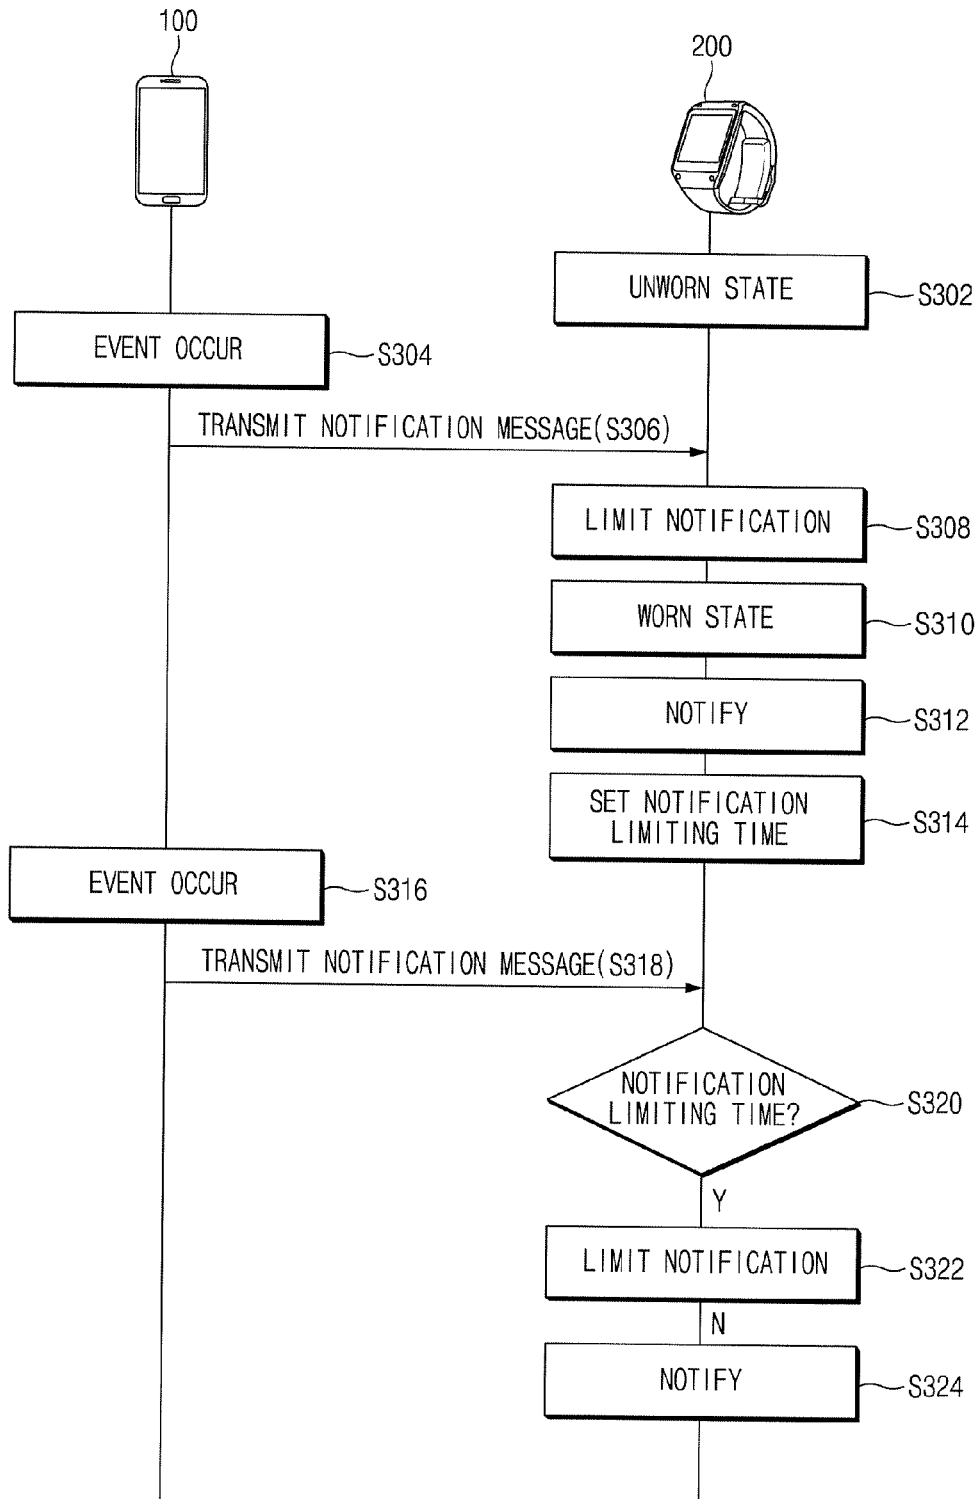 100
200
UNWORN STATE
S302
EVENT OCCUR
S304
TRANSMIT NOTIFICATION MESSAGE(S306)
LIMIT NOTIFICATION
S308
WORN STATE
S310
NOTIFY
S312
SET NOTIFICATION
LIMITING TIME
S314
EVENT OCCUR
S316
TRANSMIT NOTIFICATION MESSAGE(S318)
NOTIFICATION
LIMITING TIME?
S320
Y
LIMIT NOTIFICATION
S322
N
NOTIFY
S324